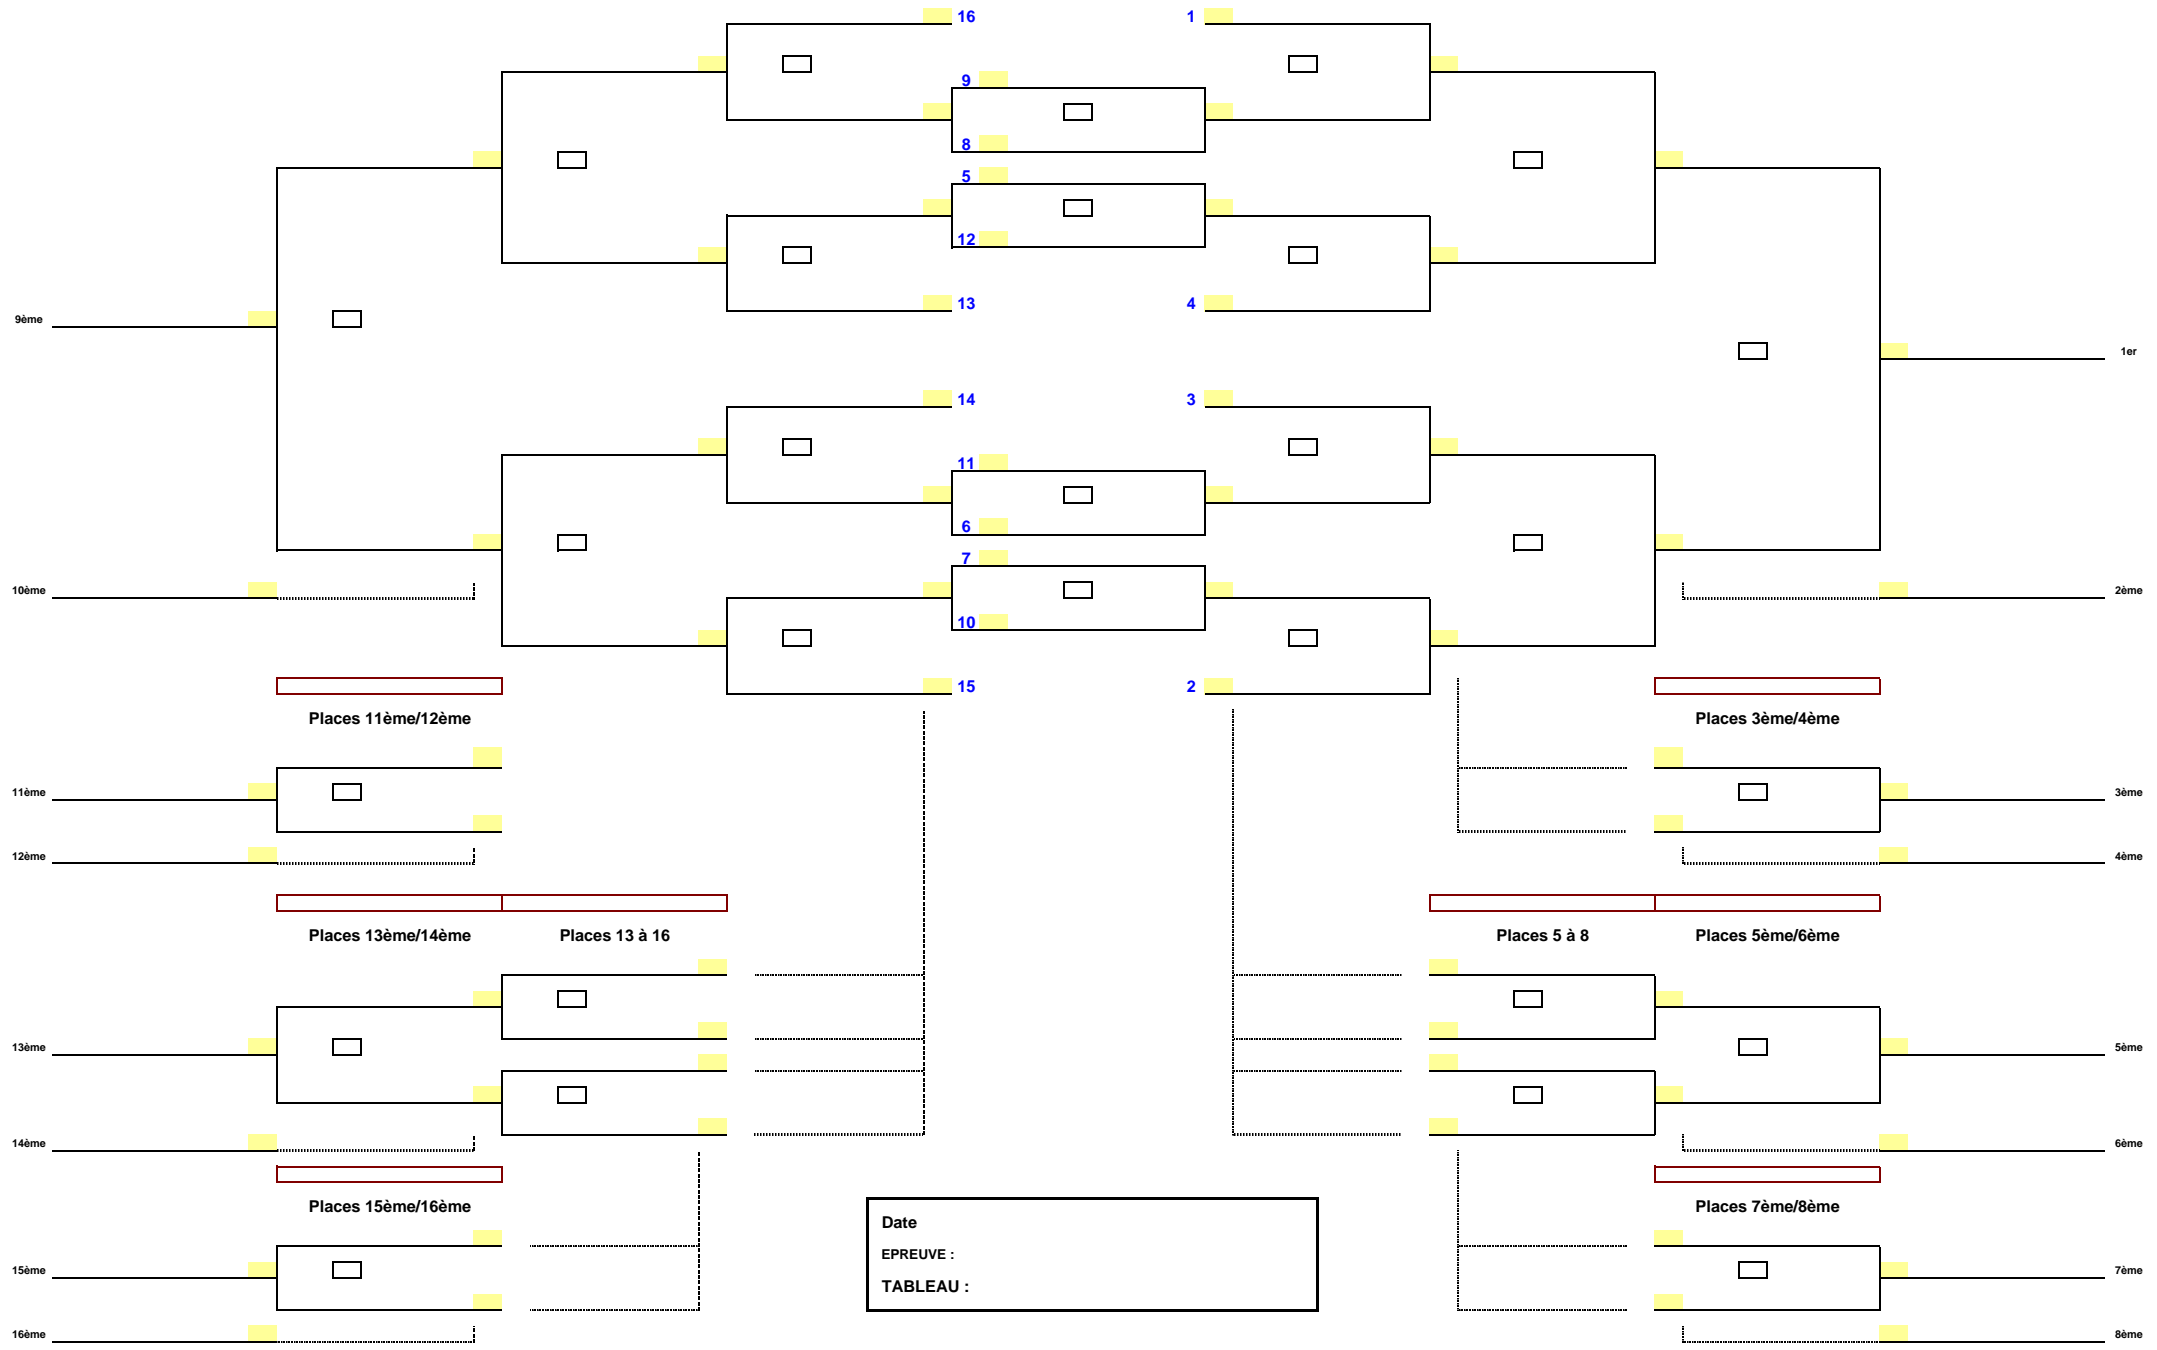 16 1
9
8
5
12
9ème 13 4
1er
14 3
11
6
7
10ème 10 2ème
15 2
Places 11ème/12ème Places 3ème/4ème
11ème 3ème
12ème 4ème
Places 13ème/14ème Places 13 à 16 Places 5 à 8 Places 5ème/6ème
13ème 5ème
14ème 6ème
Places 15ème/16ème Places 7ème/8ème
Date
EPREUVE :
TABLEAU :
15ème 7ème
16ème 8ème